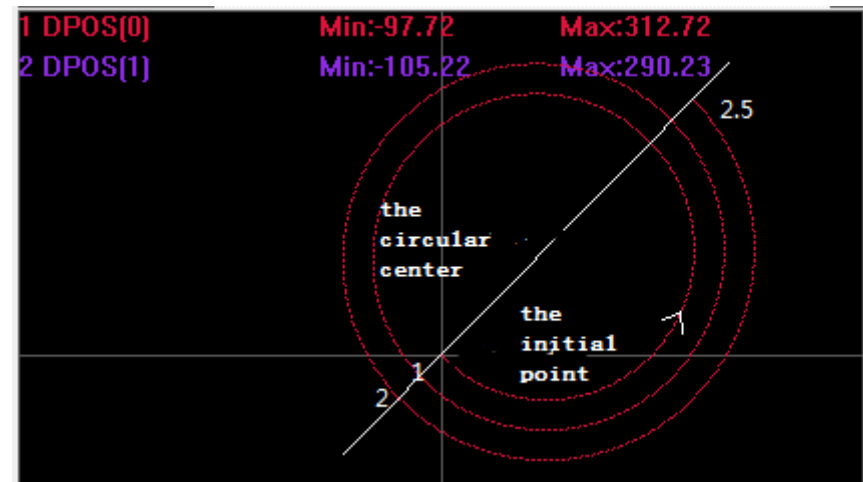 1 DPOS(0) Min:-97.72 Max:312.72
2 DPOS(1) Min:-105.22 Max:290.23
2.5
the
circular
center
the
initial
point
1
2